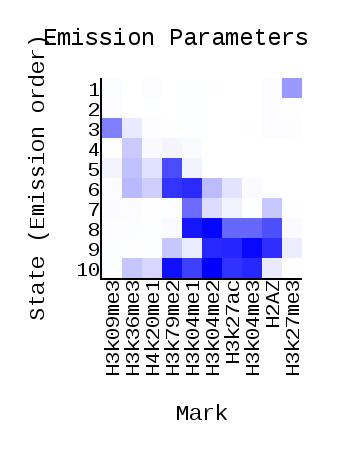 Emission Parameters
State (Emission order)
1
2
3
4
5
6
7
8
9
10
H3k09me3
H3k36me3
H4k20me1
H3k79me2
H3k04me1
H3k04me2
H3k27ac
H3k04me3
H2AZ
H3k27me3
Mark